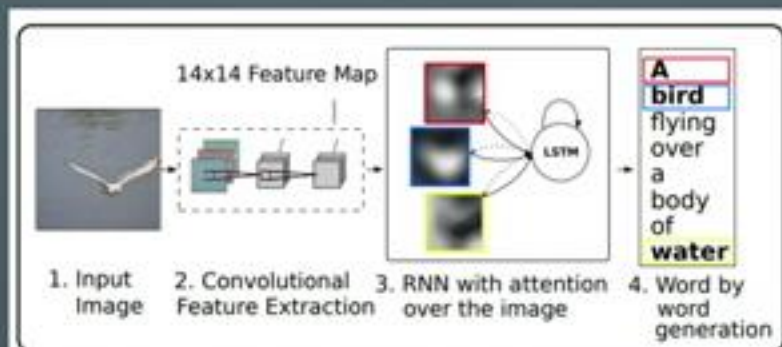 14x14 Feature Map
LSTM
A
bird
flying
over
a
body
of
water
1. Input
Image
2. Convolutional
Feature Extraction
3. RNN with attention
over the image
4. Word by
word
generation